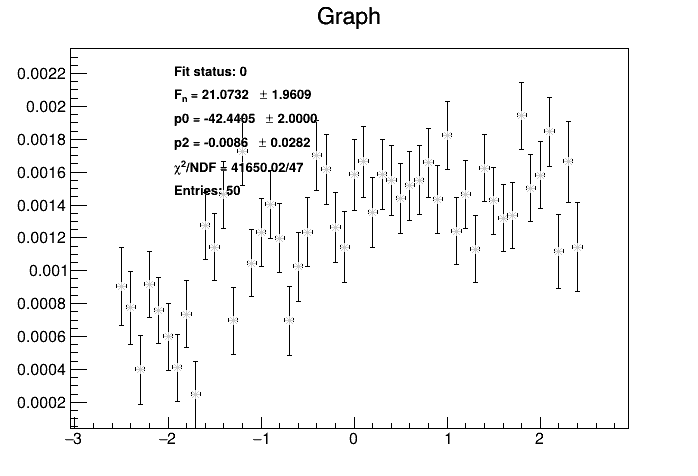 Graph
Fit status: 0
Fn = 21.0732 ± 1.9609
p0 = -42.4405 ± 2.0000
p2 = -0.0086 ± 0.0282
χ2/NDF = 41650.02/47
Entries: 50
0.0022
0.002
0.0018
0.0016
0.0014
0.0012
0.001
0.0008
0.0006
0.0004
0.0002
−3 −2 −1 0 1 2